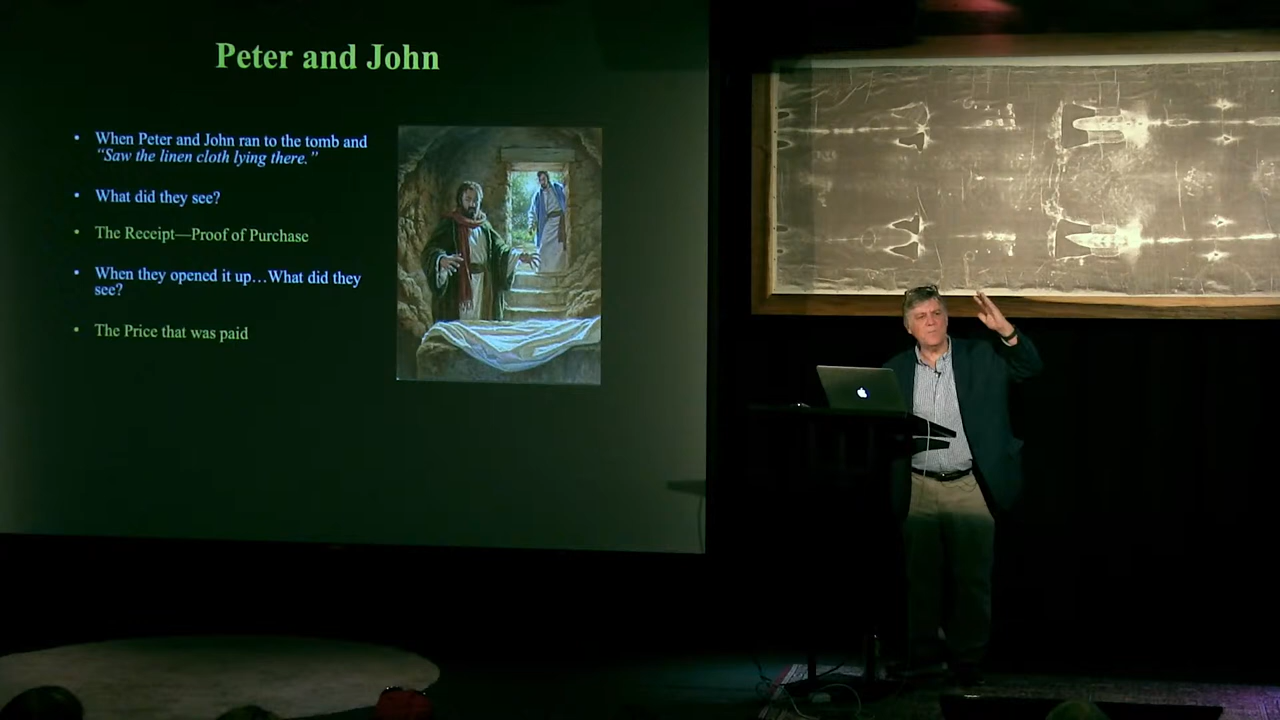 Peter and John
• When Peter and John ran to the tomb and
“Saw the linen cloth lying there.”
• What did they see?
• The Receipt—Proof of Purchase
• When they opened it up…What did they
see?
• The Price that was paid